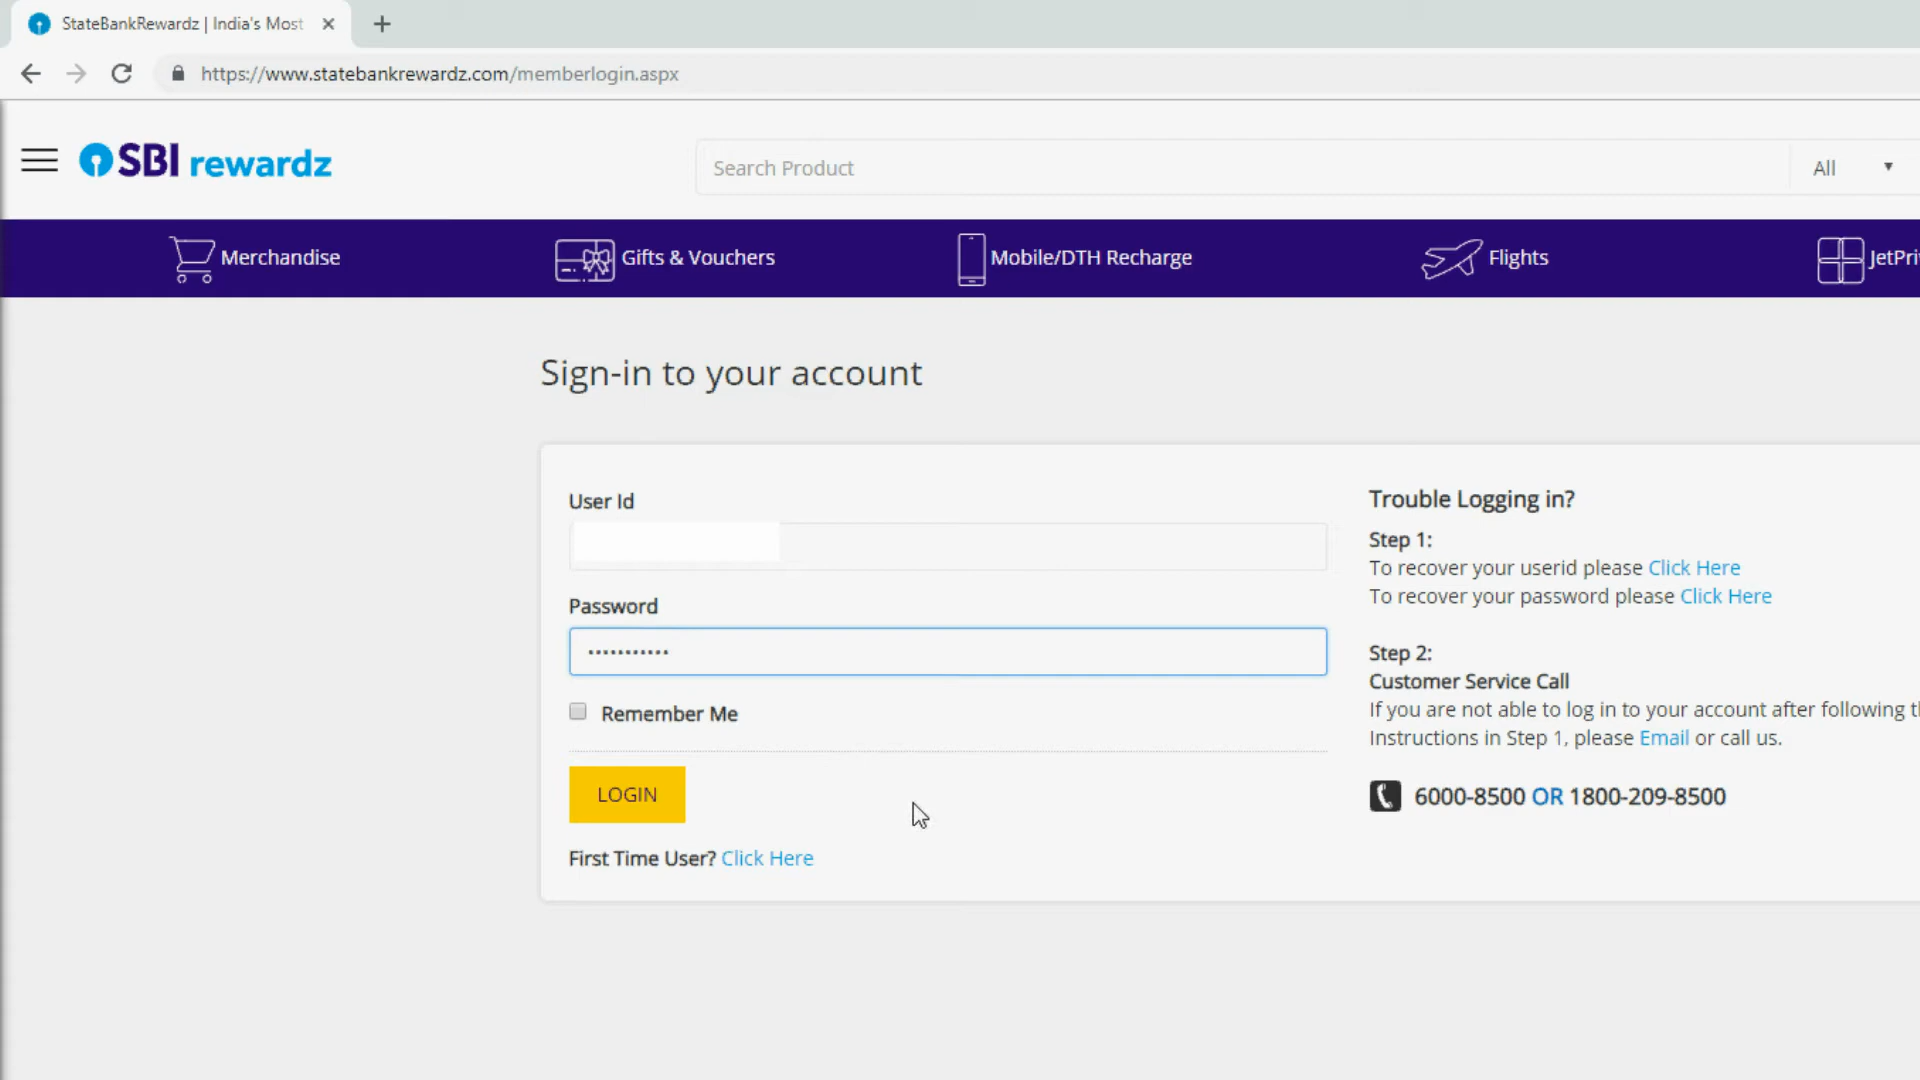 StateBankRewardz | India's Most
https://www.statebankrewardz.com/memberlogin.aspx
SBI rewardz
Search Product
All
Merchandise
Gifts & Vouchers
Mobile/DTH Recharge
Flights
JetPri
Sign-in to your account
User Id
Password
Remember Me
LOGIN
First Time User? Click Here
Trouble Logging in?
Step 1:
To recover your userid please Click Here
To recover your password please Click Here
Step 2:
Customer Service Call
If you are not able to log in to your account after following
Instructions in Step 1, please Email or call us.
6000-8500 OR 1800-209-8500